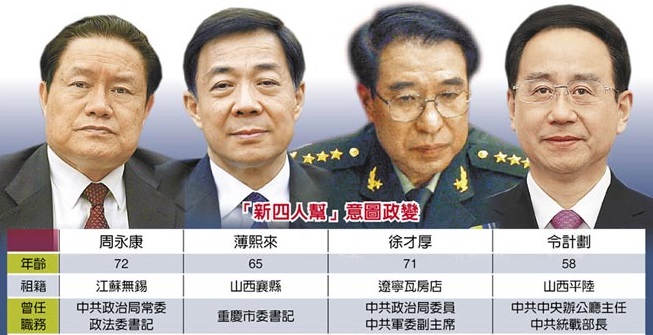 「新四人幫」意圖政變
周永康 薄熙來 徐才厚 令計劃
年齡 72 65 71 58
祖籍 江蘇無錫 山西襄縣 遼寧瓦房店 山西平陸
曾任職務 中共政治局常委 政法委書記 重慶市委書記 中共政治局委員 中共軍委副主席 中共中央辦公廳主任 中共統戰部長